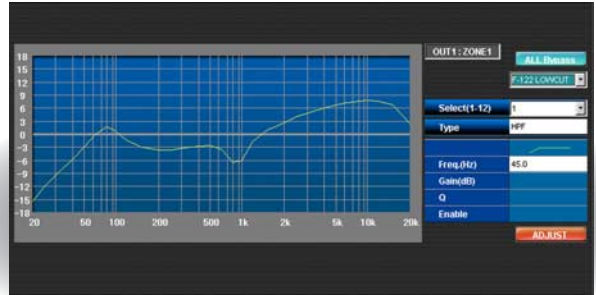 OUT1 : ZONE1
ALL Bypass
F-122 LOWCUT
Select(1-12) 1
Type HPF
Freq.(Hz) 45.0
Gain(dB)
Q
Enable
ADJUST
18
15
12
9
6
3
0
-3
-6
-9
-12
-15
-18
20 50 100 200 500 1k 2k 5k 10k 20k